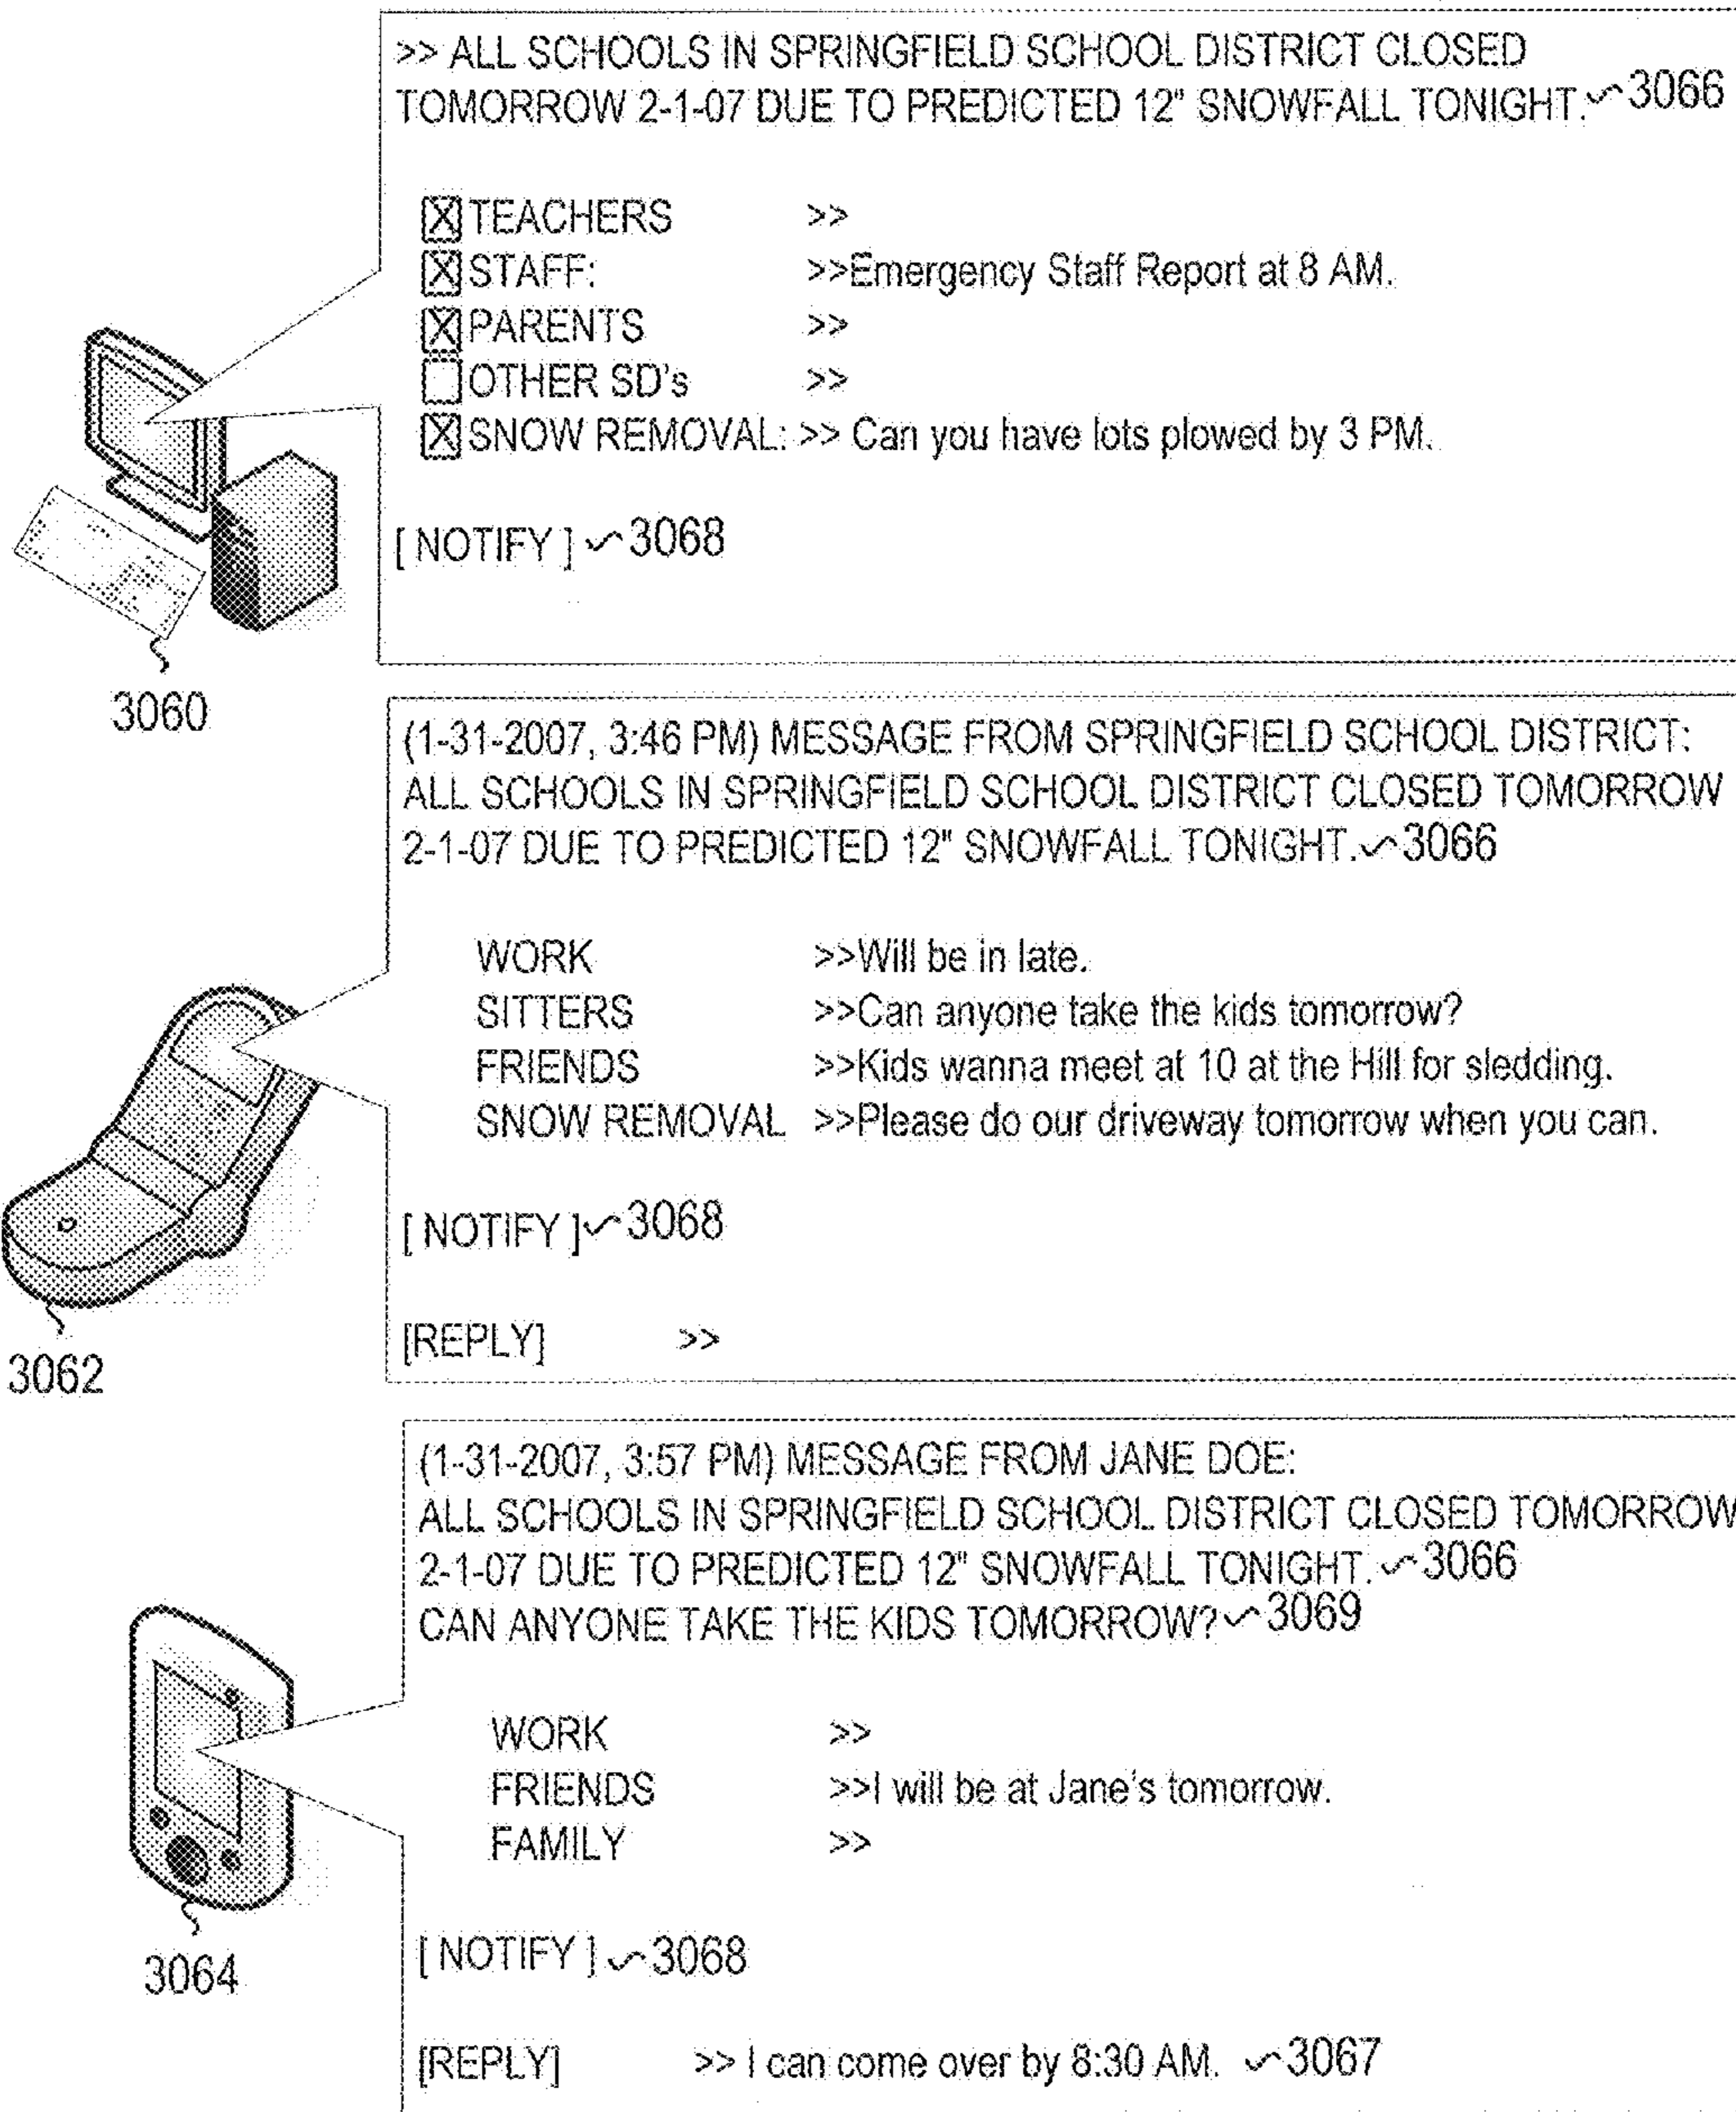 >> ALL SCHOOLS IN SPRINGFIELD SCHOOL DISTRICT CLOSED
TOMORROW 2-1-07 DUE TO PREDICTED 12" SNOWFALL TONIGHT. 3066
[X] TEACHERS >>
[X] STAFF: >>Emergency Staff Report at 8 AM.
[X] PARENTS >>
[ ] OTHER SD's >>
[X] SNOW REMOVAL: >> Can you have lots plowed by 3 PM.
[ NOTIFY ] 3068
3060
(1-31-2007, 3:46 PM) MESSAGE FROM SPRINGFIELD SCHOOL DISTRICT:
ALL SCHOOLS IN SPRINGFIELD SCHOOL DISTRICT CLOSED TOMORROW
2-1-07 DUE TO PREDICTED 12" SNOWFALL TONIGHT. 3066
WORK >>Will be in late.
SITTERS >>Can anyone take the kids tomorrow?
FRIENDS >>Kids wanna meet at 10 at the Hill for sledding.
SNOW REMOVAL >>Please do our driveway tomorrow when you can.
[ NOTIFY ] 3068
[REPLY] >>
3062
(1-31-2007, 3:57 PM) MESSAGE FROM JANE DOE:
ALL SCHOOLS IN SPRINGFIELD SCHOOL DISTRICT CLOSED TOMORROW
2-1-07 DUE TO PREDICTED 12" SNOWFALL TONIGHT. 3066
CAN ANYONE TAKE THE KIDS TOMORROW? 3069
WORK >>
FRIENDS >>I will be at Jane's tomorrow.
FAMILY >>
[ NOTIFY ] 3068
3064
[REPLY] >> I can come over by 8:30 AM. 3067